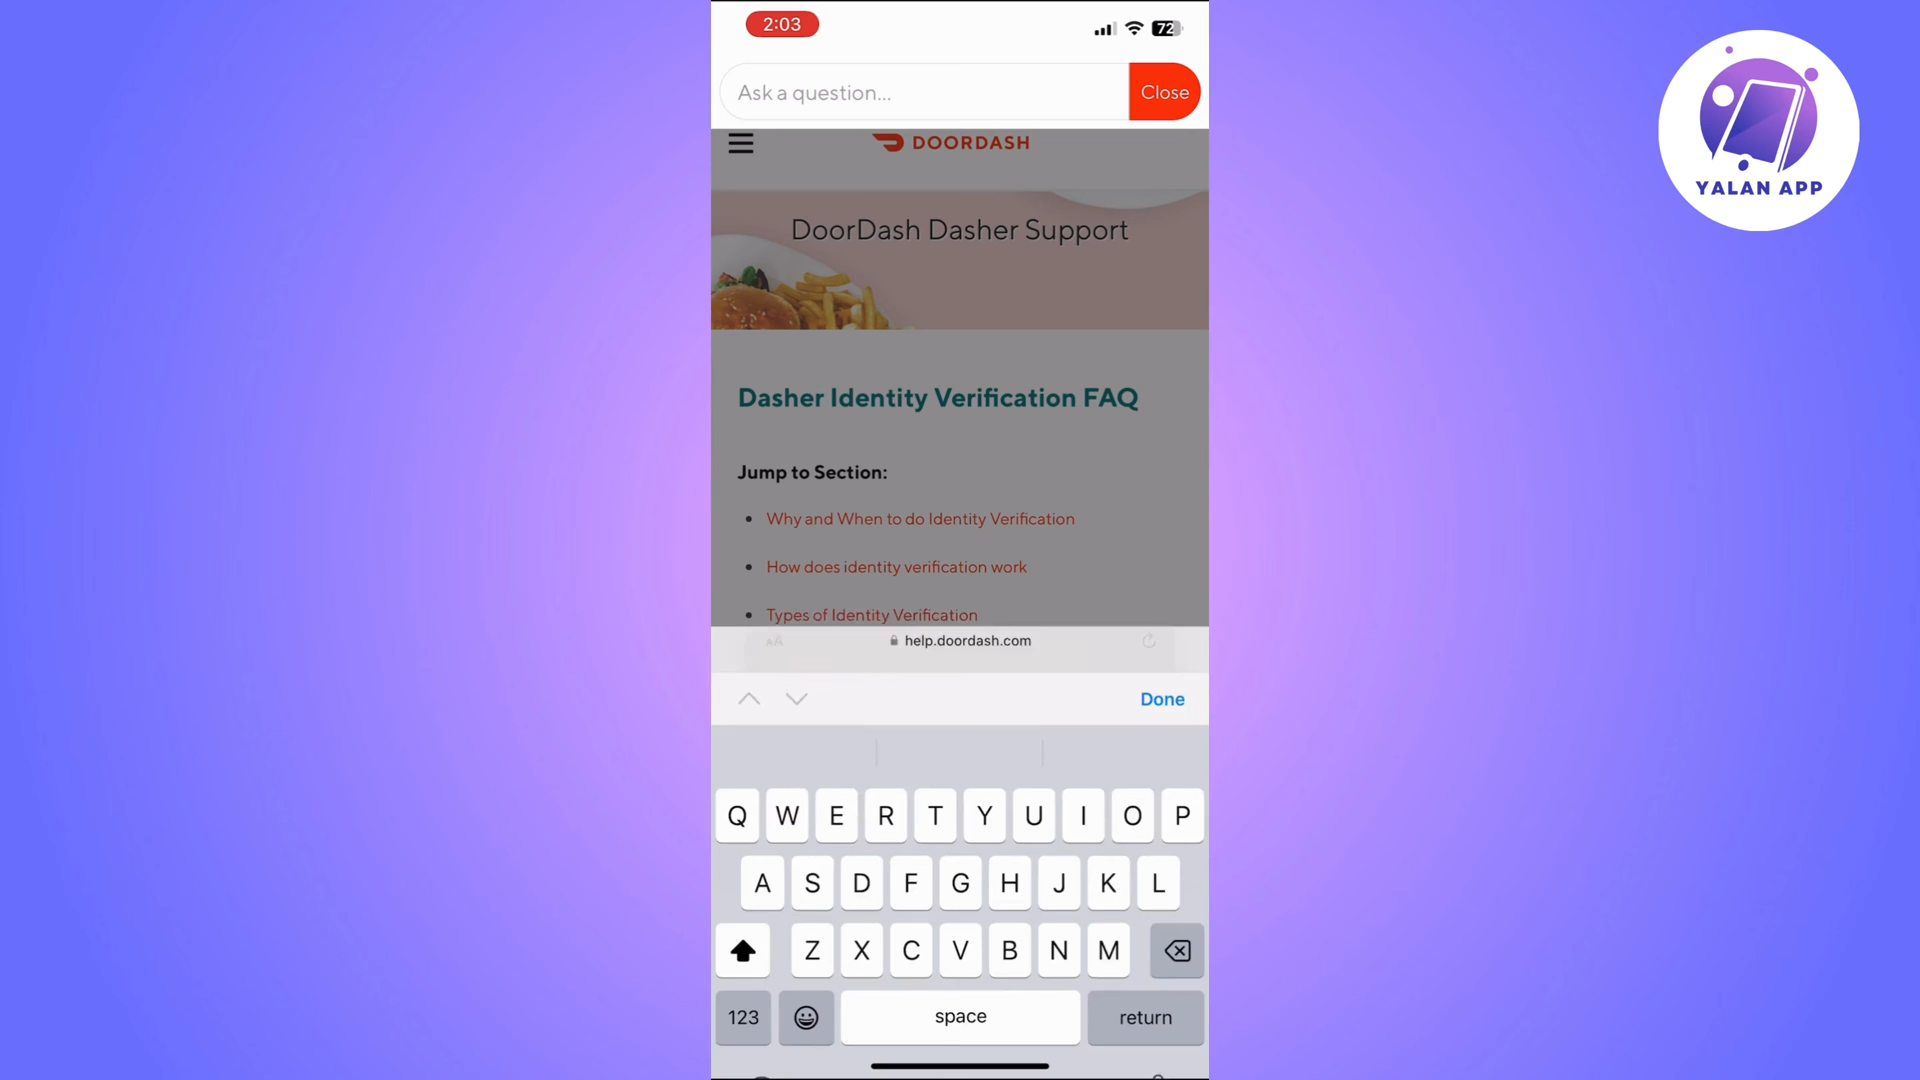 2:03
72
Ask a question...
Close
DOORDASH
DoorDash Dasher Support
Dasher Identity Verification FAQ
Jump to Section:
• Why and When to do Identity Verification
• How does identity verification work
• Types of Identity Verification
AA
help.doordash.com
Done
Q W E R T Y U I O P
A S D F G H J K L
Z X C V B N M
123
space
return
YALAN APP